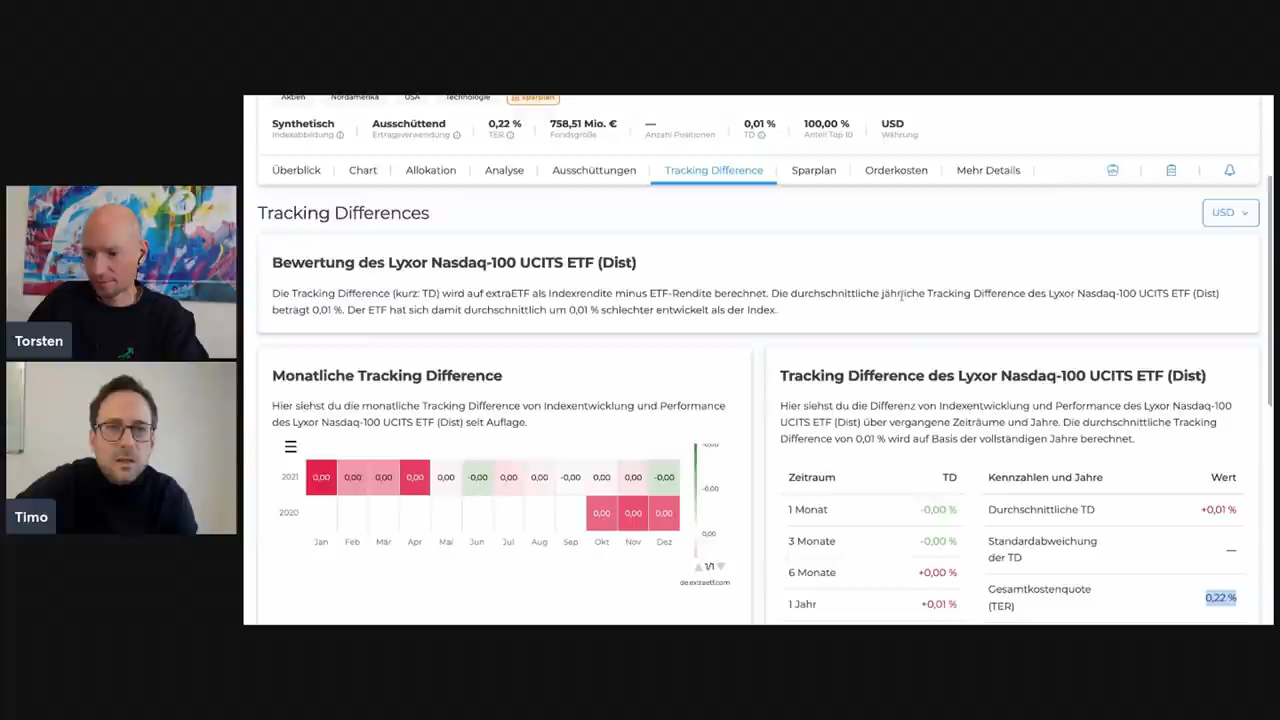 Aktien Nordamerika USA Technologie Sparplan
Synthetisch Ausschüttend 0,22 % 758,51 Mio. € — 0,01 % 100,00 % USD
Indexabbildung Ertragsverwendung TER Fondsgröße Anzahl Positionen TD Anteil Top 10 Währung
Überblick Chart Allokation Analyse Ausschüttungen Tracking Difference Sparplan Orderkosten Mehr Details
Tracking Differences
USD
Bewertung des Lyxor Nasdaq-100 UCITS ETF (Dist)
Die Tracking Difference (kurz: TD) wird auf extraETF als Indexrendite minus ETF-Rendite berechnet. Die durchschnittliche jährliche Tracking Difference des Lyxor Nasdaq-100 UCITS ETF (Dist)
beträgt 0,01 %. Der ETF hat sich damit durchschnittlich um 0,01 % schlechter entwickelt als der Index.
Monatliche Tracking Difference
Hier siehst du die monatliche Tracking Difference von Indexentwicklung und Performance
des Lyxor Nasdaq-100 UCITS ETF (Dist) seit Auflage.
2021 0,00 0,00 0,00 0,00 0,00 -0,00 0,00 0,00 -0,00 0,00 0,00 -0,00
2020 0,00 0,00 0,00
Jan Feb Mär Apr Mai Jun Jul Aug Sep Okt Nov Dez
-0,00
-0,00
0,00
1/1
de.extraetf.com
Tracking Difference des Lyxor Nasdaq-100 UCITS ETF (Dist)
Hier siehst du die Differenz von Indexentwicklung und Performance des Lyxor Nasdaq-100
UCITS ETF (Dist) über vergangene Zeiträume und Jahre. Die durchschnittliche Tracking
Difference von 0,01 % wird auf Basis der vollständigen Jahre berechnet.
Zeitraum TD
1 Monat -0,00 %
3 Monate -0,00 %
6 Monate +0,00 %
1 Jahr +0,01 %
Kennzahlen und Jahre Wert
Durchschnittliche TD +0,01 %
Standardabweichung
der TD —
Gesamtkostenquote
(TER) 0,22 %
Torsten
Timo